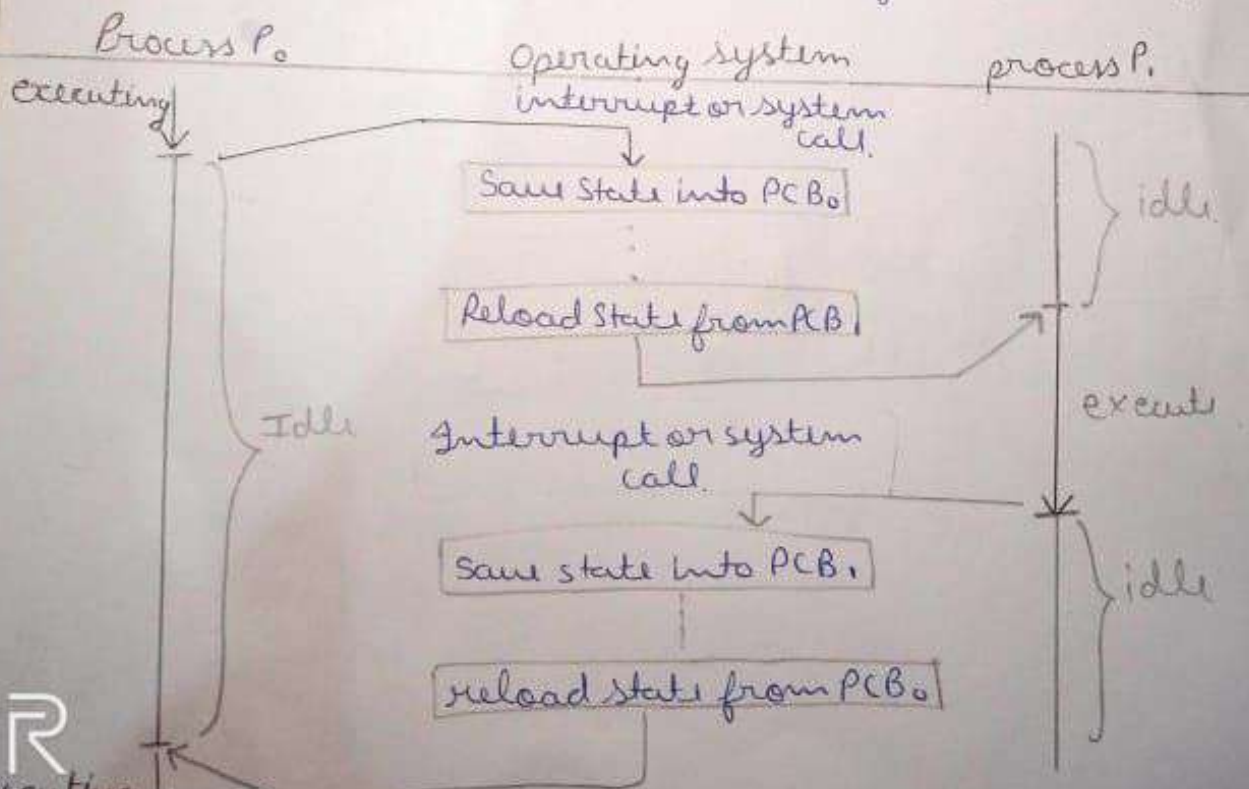 Process P₀
Operating system
process P₁
executing
interrupt or system
call.
Save State into PCB₀
idle
Reload State from PCB₁
execute
Idle
Interrupt or system
call.
Save state into PCB₁
idle
reload state from PCB₀
R